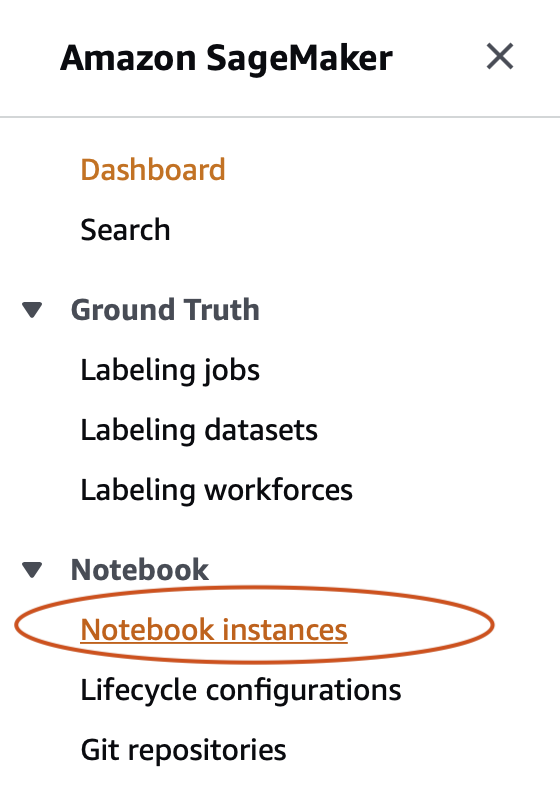 Amazon SageMaker
Dashboard
Search
Ground Truth
Labeling jobs
Labeling datasets
Labeling workforces
Notebook
Notebook instances
Lifecycle configurations
Git repositories